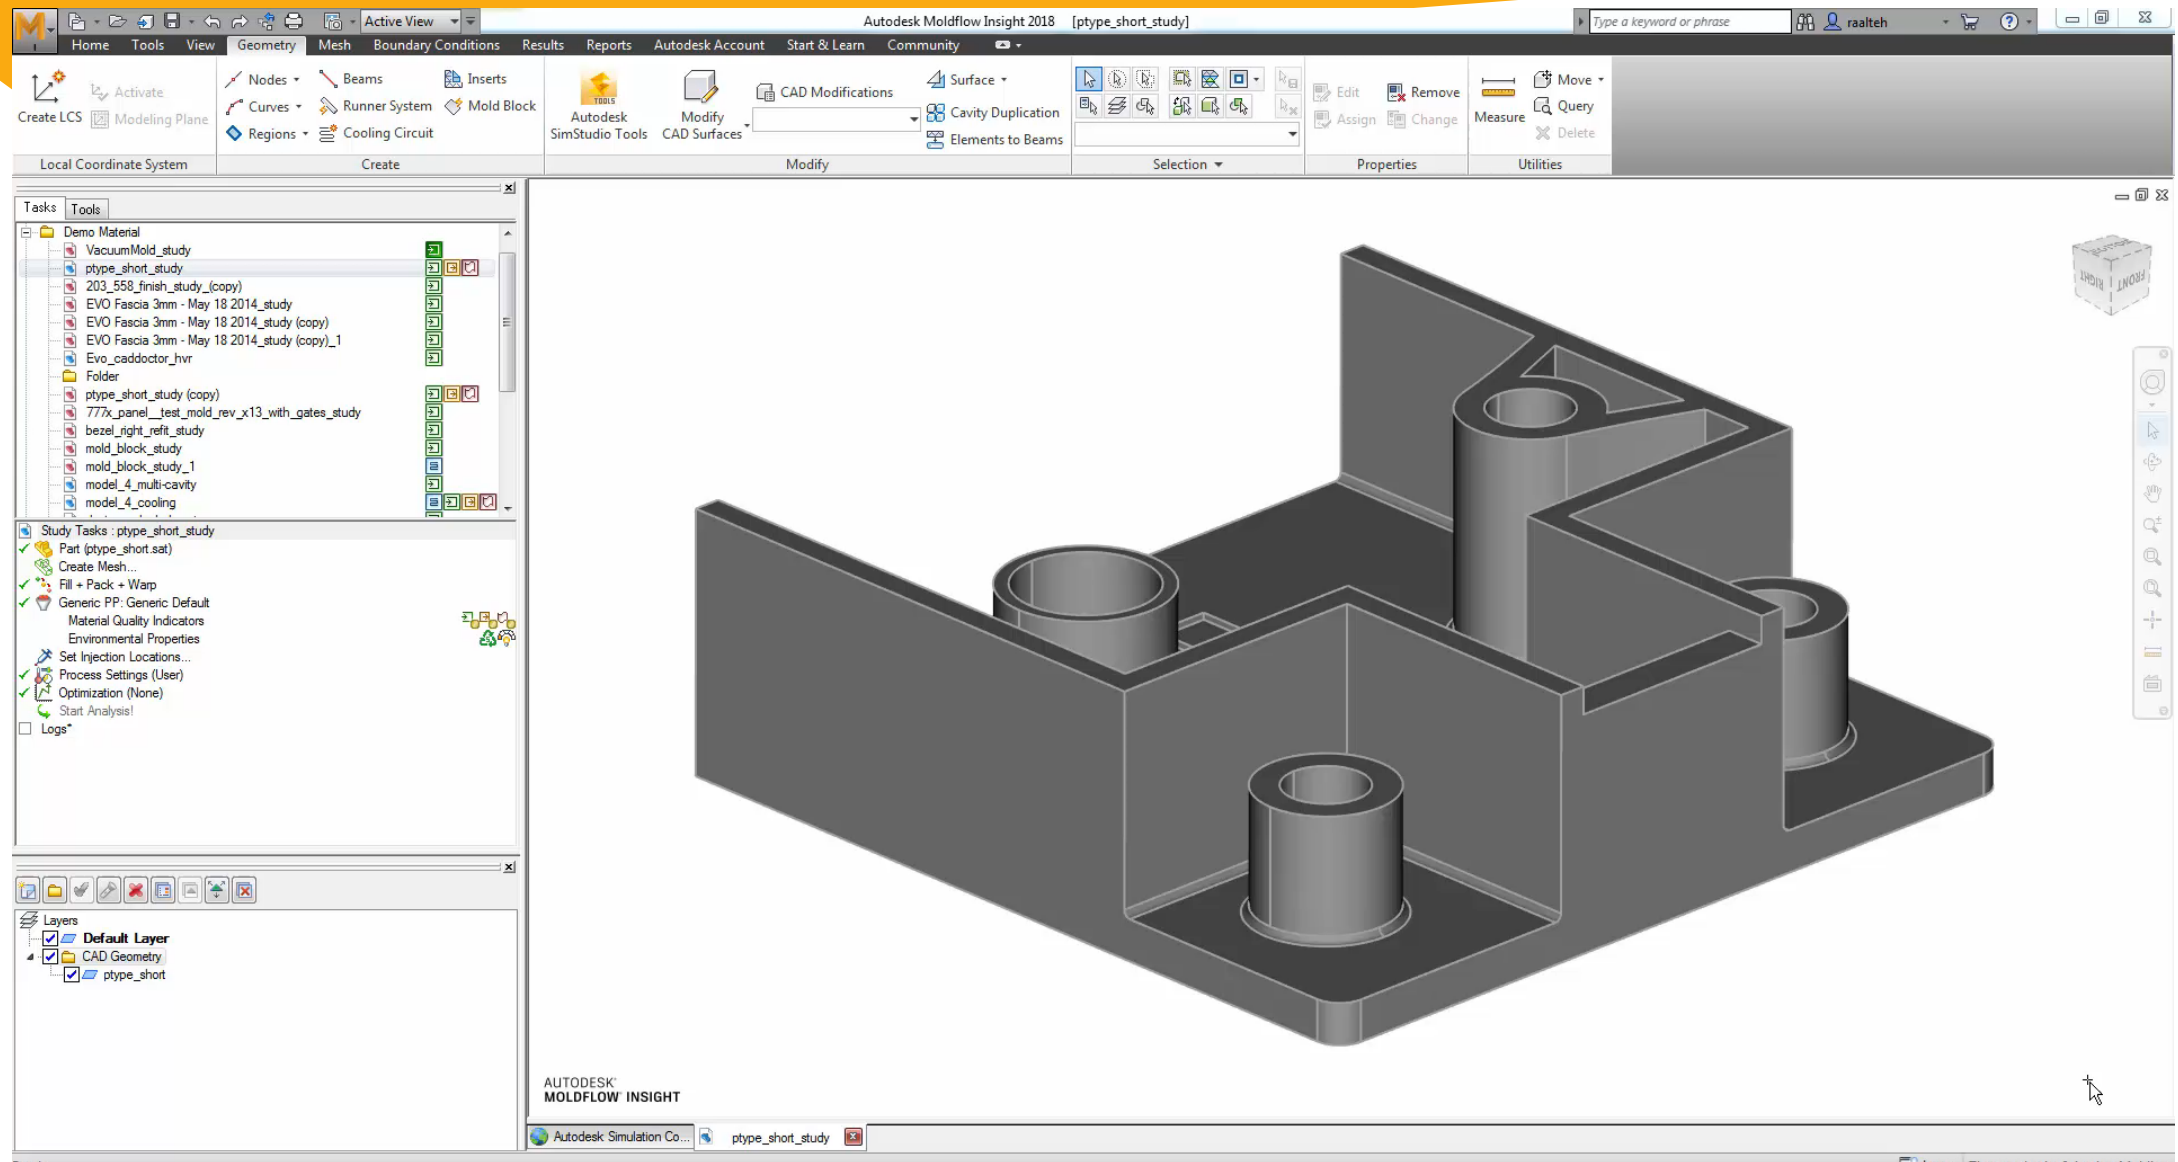 Active View
Autodesk Moldflow Insight 2018 [ptype_short_study]
Type a keyword or phrase
raalteh
Home Tools View Geometry Mesh Boundary Conditions Results Reports Autodesk Account Start & Learn Community
Create LCS
Activate
Modeling Plane
Local Coordinate System
Nodes
Curves
Regions
Beams
Runner System
Cooling Circuit
Inserts
Mold Block
Create
TOOLS
Autodesk
SimStudio Tools
Modify
CAD Surfaces
CAD Modifications
Surface
Cavity Duplication
Elements to Beams
Modify
Selection
Edit
Assign
Remove
Change
Properties
Measure
Move
Query
Delete
Utilities
Tasks Tools
Demo Material
VacuumMold_study
ptype_short_study
203_558_finish_study_(copy)
EVO Fascia 3mm - May 18 2014_study
EVO Fascia 3mm - May 18 2014_study (copy)
EVO Fascia 3mm - May 18 2014_study (copy)_1
Evo_caddoctor_hvr
Folder
ptype_short_study (copy)
777x_panel__test_mold_rev_x13_with_gates_study
bezel_right_refit_study
mold_block_study
mold_block_study_1
model_4_multi-cavity
model_4_cooling
Study Tasks : ptype_short_study
Part (ptype_short.sat)
Create Mesh...
Fill + Pack + Warp
Generic PP: Generic Default
Material Quality Indicators
Environmental Properties
Set Injection Locations...
Process Settings (User)
Optimization (None)
Start Analysis!
Logs*
Layers
Default Layer
CAD Geometry
ptype_short
RIGHT
FRONT
AUTODESK®
MOLDFLOW® INSIGHT
Autodesk Simulation Co...
ptype_short_study